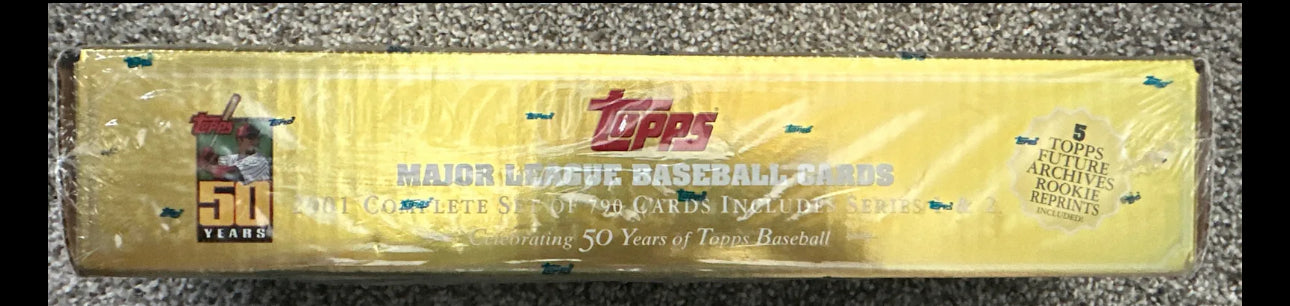 Topps
50
YEARS
Topps
MAJOR LEAGUE BASEBALL CARDS
2001 COMPLETE SET OF 790 CARDS INCLUDES SERIES 1 & 2
Celebrating 50 Years of Topps Baseball
5
TOPPS
FUTURE
ARCHIVES
ROOKIE
REPRINTS
INCLUDED!